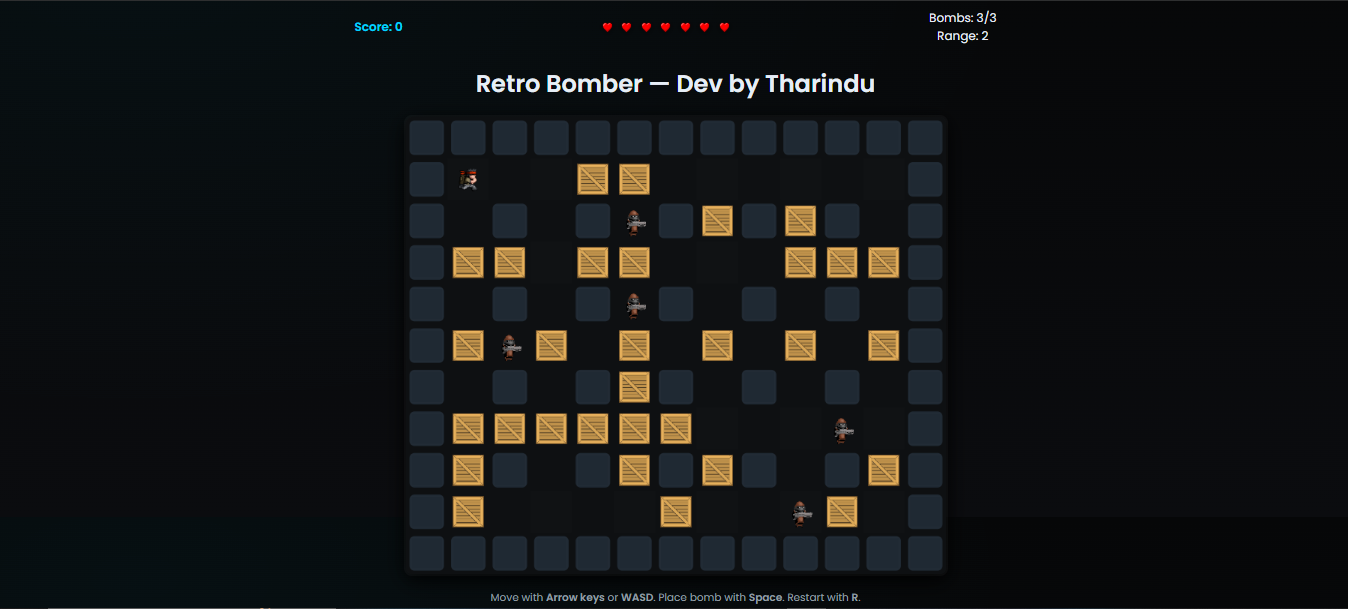 Score: 0
Bombs: 3/3
Range: 2
Retro Bomber — Dev by Tharindu
Move with Arrow keys or WASD. Place bomb with Space. Restart with R.